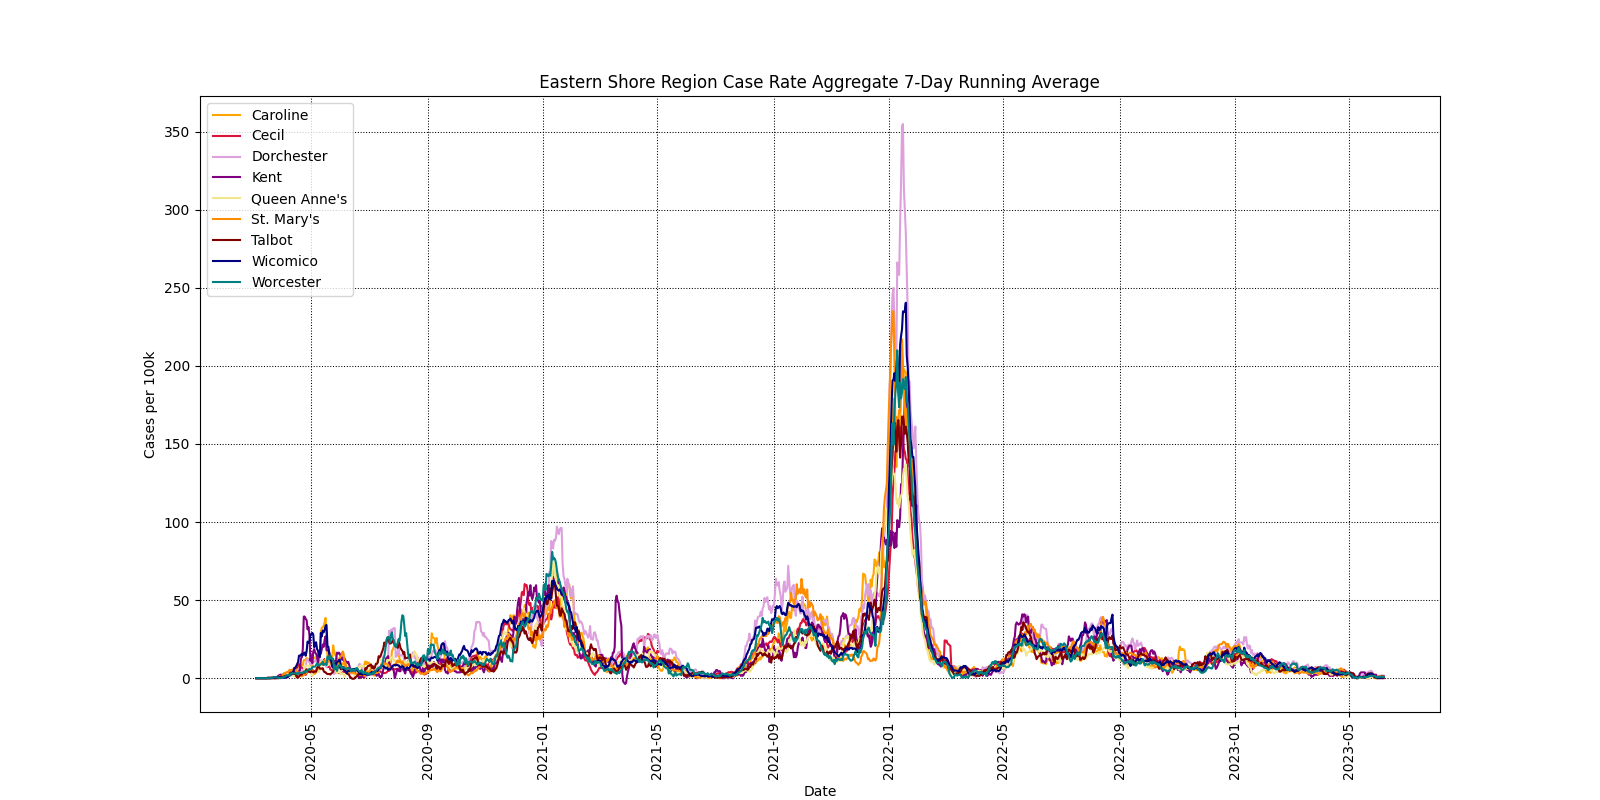 Eastern Shore Region Case Rate Aggregate 7-Day Running Average
Caroline
Cecil
Dorchester
Kent
Queen Anne's
St. Mary's
Talbot
Wicomico
Worcester
Cases per 100k
350
300
250
200
150
100
50
0
2020-05
2020-09
2021-01
2021-05
2021-09
2022-01
2022-05
2022-09
2023-01
2023-05
Date